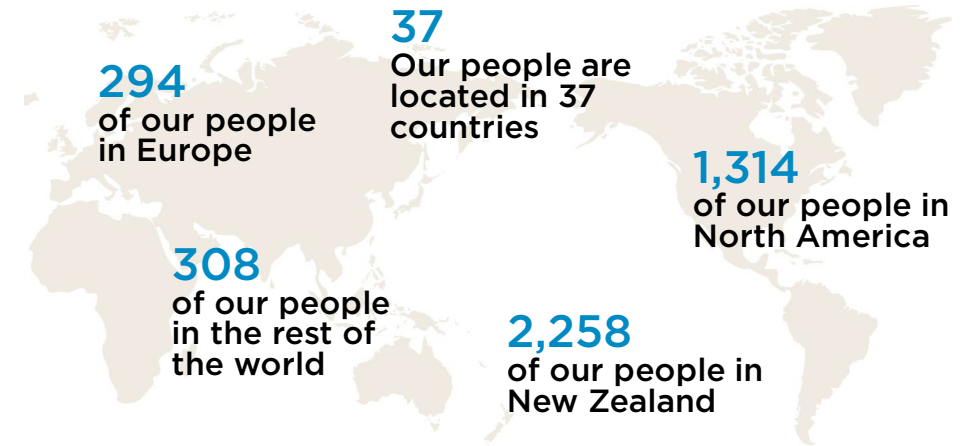 37
Our people are
located in 37
countries
294
of our people
in Europe
1,314
of our people in
North America
308
of our people
in the rest of
the world
2,258
of our people in
New Zealand